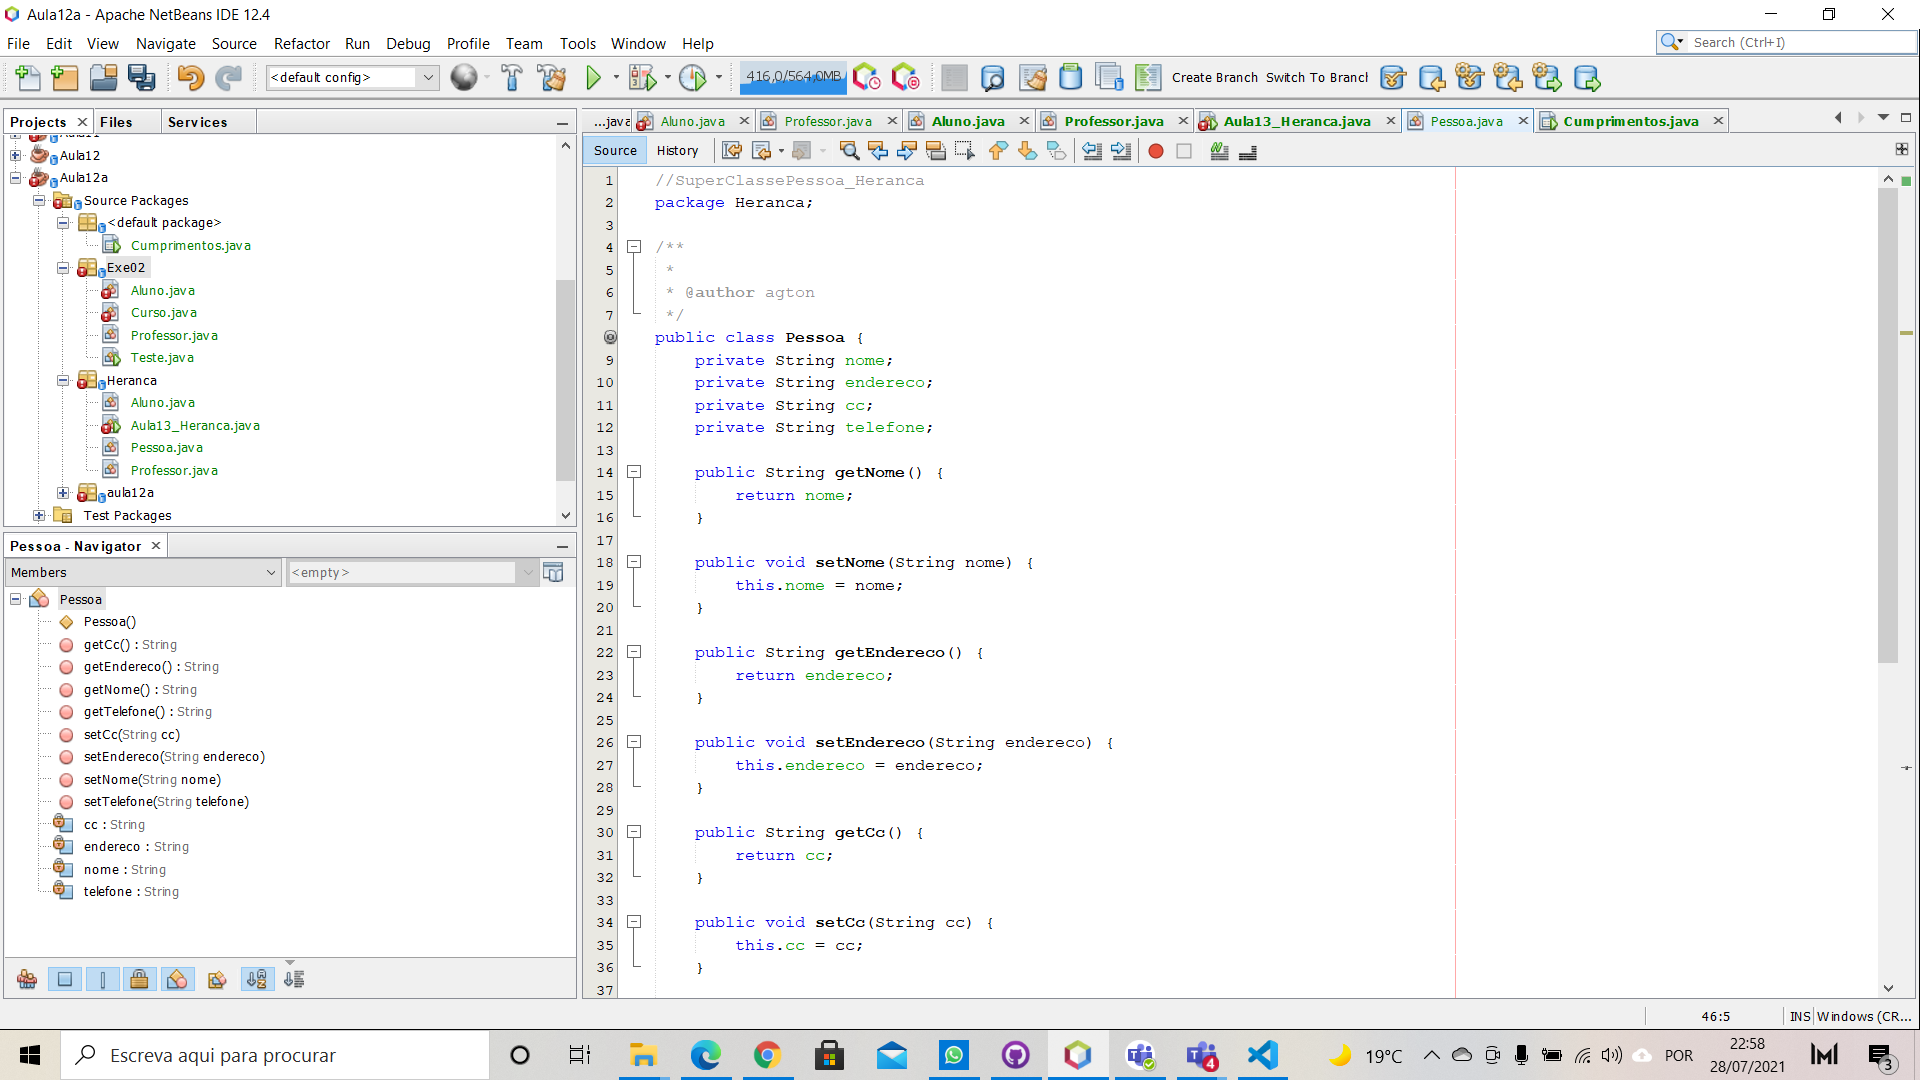 Aula12a - Apache NetBeans IDE 12.4
File Edit View Navigate Source Refactor Run Debug Profile Team Tools Window Help
Search (Ctrl+I)
<default config>
416,0/564,0MB
Create Branch Switch To Branch
Projects Files Services
Aula12
Aula12a
Source Packages
<default package>
Cumprimentos.java
Exe02
Aluno.java
Curso.java
Professor.java
Teste.java
Heranca
Aluno.java
Aula13_Heranca.java
Pessoa.java
Professor.java
aula12a
Test Packages
Pessoa - Navigator
Members
<empty>
Pessoa
Pessoa()
getCc() : String
getEndereco() : String
getNome() : String
getTelefone() : String
setCc(String cc)
setEndereco(String endereco)
setNome(String nome)
setTelefone(String telefone)
cc : String
endereco : String
nome : String
telefone : String
...java Aluno.java Professor.java Aluno.java Professor.java Aula13_Heranca.java Pessoa.java Cumprimentos.java
Source History
1 //SuperClassePessoa_Heranca
2 package Heranca;
3
4 /**
5 *
6 * @author agton
7 */
public class Pessoa {
9 private String nome;
10 private String endereco;
11 private String cc;
12 private String telefone;
13
14 public String getNome() {
15 return nome;
16 }
17
18 public void setNome(String nome) {
19 this.nome = nome;
20 }
21
22 public String getEndereco() {
23 return endereco;
24 }
25
26 public void setEndereco(String endereco) {
27 this.endereco = endereco;
28 }
29
30 public String getCc() {
31 return cc;
32 }
33
34 public void setCc(String cc) {
35 this.cc = cc;
36 }
37
46:5 INS Windows (CR...
Escreva aqui para procurar
4
19°C
POR
22:58
28/07/2021
3